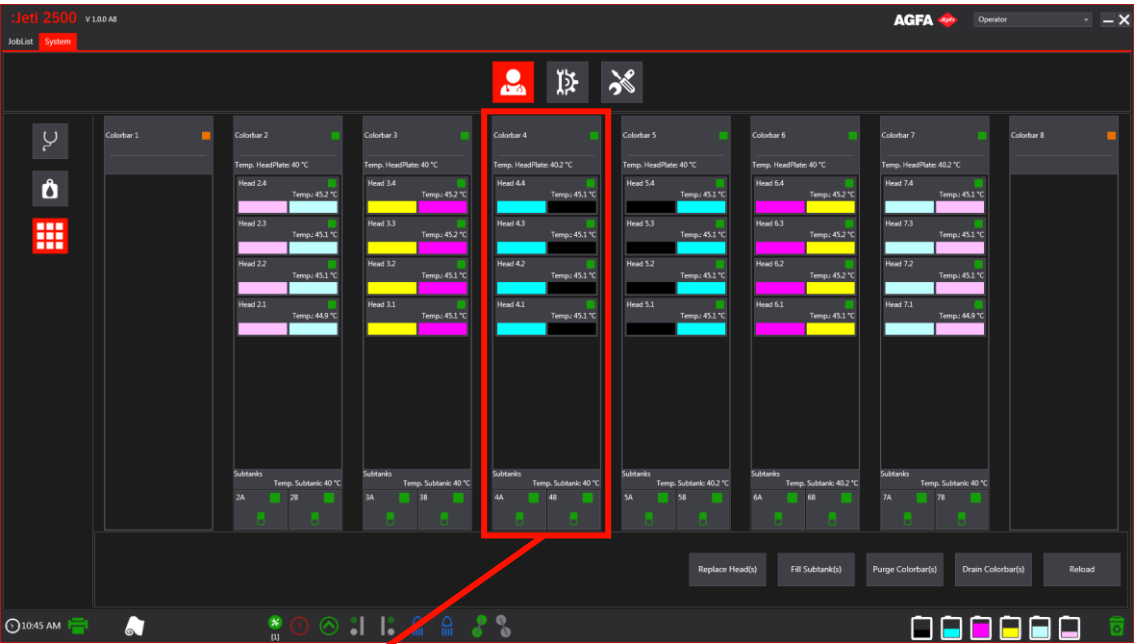 :Jeti 2500 V 1.0.0 A8
AGFA
Operator
JobList System
Colorbar 1
Colorbar 2
Temp. HeadPlate: 40 °C
Head 2.4
Temp.: 45.2 °C
Head 2.3
Temp.: 45.1 °C
Head 2.2
Temp.: 45.1 °C
Head 2.1
Temp.: 44.9 °C
Subtanks
Temp. Subtank: 40 °C
2A 2B
Colorbar 3
Temp. HeadPlate: 40 °C
Head 3.4
Temp.: 45.2 °C
Head 3.3
Temp.: 45.2 °C
Head 3.2
Temp.: 45.1 °C
Head 3.1
Temp.: 45.1 °C
Subtanks
Temp. Subtank: 40 °C
3A 3B
Colorbar 4
Temp. HeadPlate: 40.2 °C
Head 4.4
Temp.: 45.1 °C
Head 4.3
Temp.: 45.1 °C
Head 4.2
Temp.: 45.1 °C
Head 4.1
Temp.: 45.1 °C
Subtanks
Temp. Subtank: 40 °C
4A 4B
Colorbar 5
Temp. HeadPlate: 40 °C
Head 5.4
Temp.: 45.1 °C
Head 5.3
Temp.: 45.1 °C
Head 5.2
Temp.: 45.1 °C
Head 5.1
Temp.: 45.1 °C
Subtanks
Temp. Subtank: 40.2 °C
5A 5B
Colorbar 6
Temp. HeadPlate: 40 °C
Head 6.4
Temp.: 45.1 °C
Head 6.3
Temp.: 45.2 °C
Head 6.2
Temp.: 45.2 °C
Head 6.1
Temp.: 45.1 °C
Subtanks
Temp. Subtank: 40.2 °C
6A 6B
Colorbar 7
Temp. HeadPlate: 40.2 °C
Head 7.4
Temp.: 45.1 °C
Head 7.3
Temp.: 45.1 °C
Head 7.2
Temp.: 45.1 °C
Head 7.1
Temp.: 44.9 °C
Subtanks
Temp. Subtank: 40 °C
7A 7B
Colorbar 8
Replace Head(s) Fill Subtank(s) Purge Colorbar(s) Drain Colorbar(s) Reload
10:45 AM
[1]